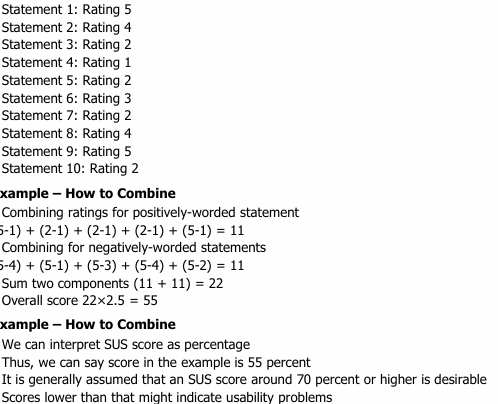 Statement 1: Rating 5
Statement 2: Rating 4
Statement 3: Rating 2
Statement 4: Rating 1
Statement 5: Rating 2
Statement 6: Rating 3
Statement 7: Rating 2
Statement 8: Rating 4
Statement 9: Rating 5
Statement 10: Rating 2
xample – How to Combine
Combining ratings for positively-worded statement
5-1) + (2-1) + (2-1) + (2-1) + (5-1) = 11
Combining for negatively-worded statements
5-4) + (5-1) + (5-3) + (5-4) + (5-2) = 11
Sum two components (11 + 11) = 22
Overall score 22×2.5 = 55
xample – How to Combine
We can interpret SUS score as percentage
Thus, we can say score in the example is 55 percent
It is generally assumed that an SUS score around 70 percent or higher is desirable
Scores lower than that might indicate usability problems